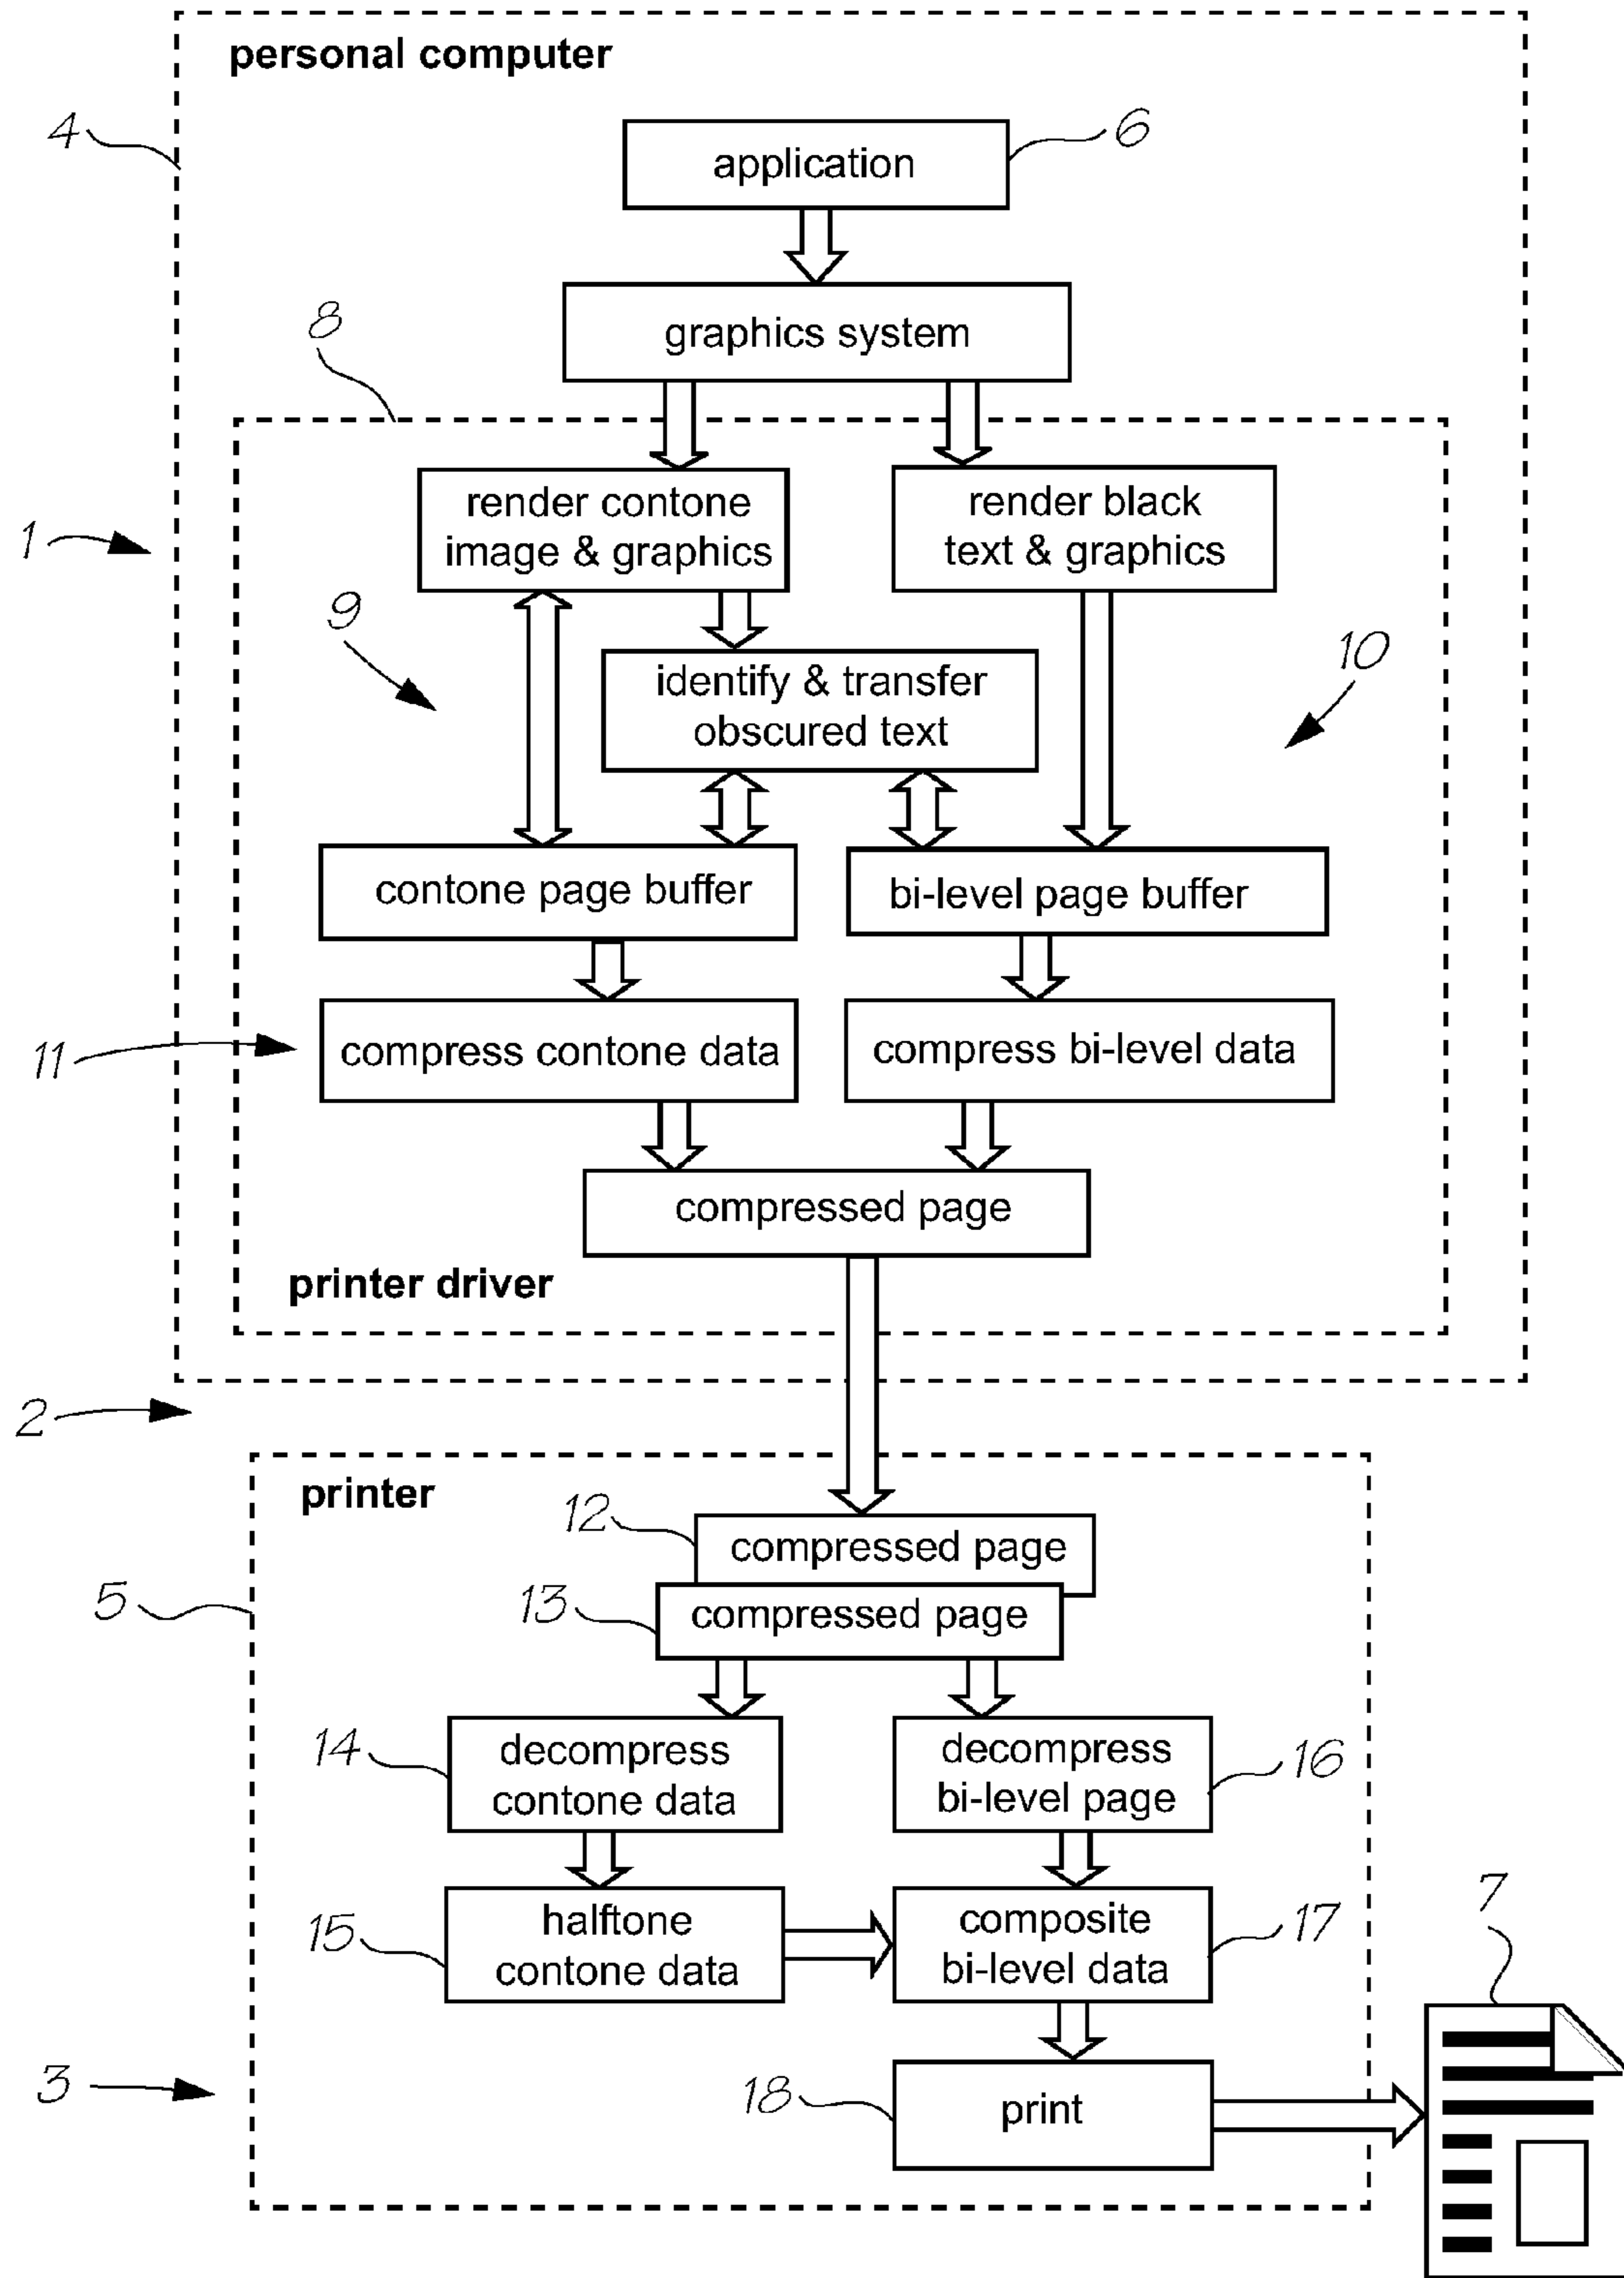 personal computer
4
6
application
8
graphics system
1
render contone
image & graphics
render black
text & graphics
9
10
identify & transfer
obscured text
contone page buffer
bi-level page buffer
11
compress contone data
compress bi-level data
compressed page
printer driver
2
printer
12
compressed page
5
13
compressed page
14
decompress
contone data
decompress
bi-level page
16
7
15
halftone
contone data
composite
bi-level data
17
3
18
print